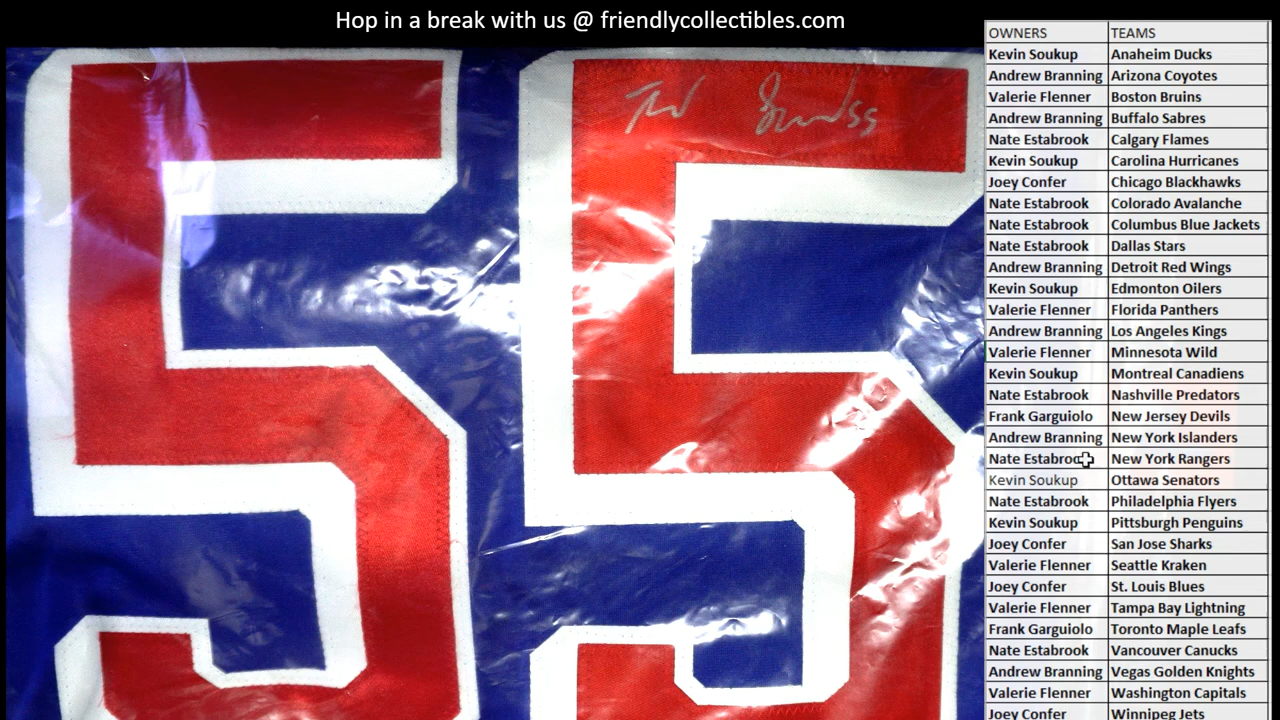 Hop in a break with us @ friendlycollectibles.com
OWNERS TEAMS
Kevin Soukup Anaheim Ducks
Andrew Branning Arizona Coyotes
Valerie Flenner Boston Bruins
Andrew Branning Buffalo Sabres
Nate Estabrook Calgary Flames
Kevin Soukup Carolina Hurricanes
Joey Confer Chicago Blackhawks
Nate Estabrook Colorado Avalanche
Nate Estabrook Columbus Blue Jackets
Nate Estabrook Dallas Stars
Andrew Branning Detroit Red Wings
Kevin Soukup Edmonton Oilers
Valerie Flenner Florida Panthers
Andrew Branning Los Angeles Kings
Valerie Flenner Minnesota Wild
Kevin Soukup Montreal Canadiens
Nate Estabrook Nashville Predators
Frank Garguiolo New Jersey Devils
Andrew Branning New York Islanders
Nate Estabrook New York Rangers
Kevin Soukup Ottawa Senators
Nate Estabrook Philadelphia Flyers
Kevin Soukup Pittsburgh Penguins
Joey Confer San Jose Sharks
Valerie Flenner Seattle Kraken
Joey Confer St. Louis Blues
Valerie Flenner Tampa Bay Lightning
Frank Garguiolo Toronto Maple Leafs
Nate Estabrook Vancouver Canucks
Andrew Branning Vegas Golden Knights
Valerie Flenner Washington Capitals
Joey Confer Winnipeg Jets
55